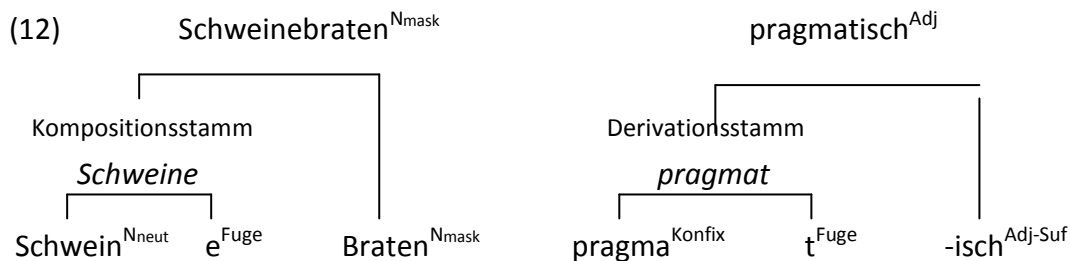 (12) Schweinebraten^Nmask pragmatisch^Adj
Kompositionsstamm Derivationsstamm
Schweine pragmat
Schwein^Nneut e^Fuge Braten^Nmask pragma^Konfix t^Fuge -isch^Adj-Suf